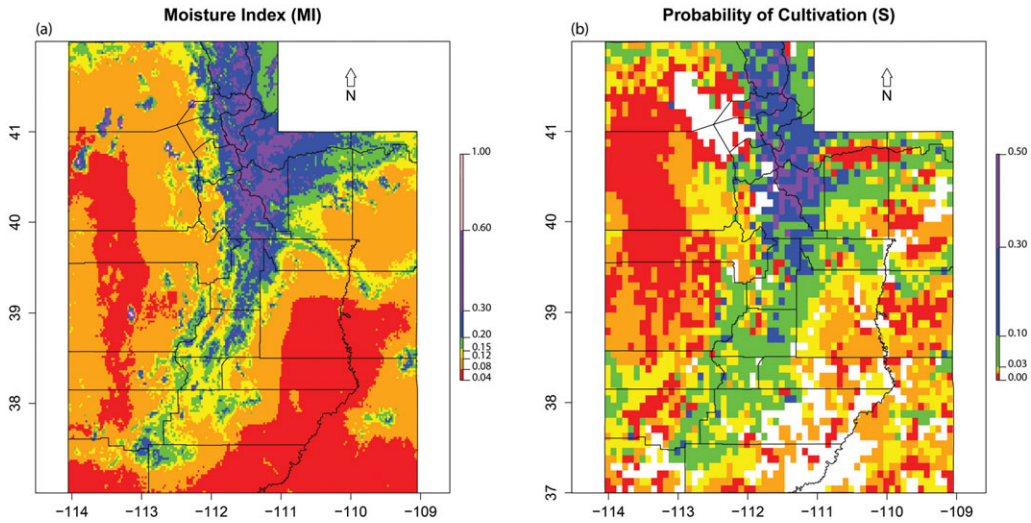 Moisture Index (MI)
(a)
N
41
40
39
38
1.00
0.60
0.30
0.20
0.15
0.12
0.08
0.04
−114 −113 −112 −111 −110 −109
Probability of Cultivation (S)
(b)
N
41
40
39
38
37
0.50
0.30
0.10
0.03
0.000
−114 −113 −112 −111 −110 −109